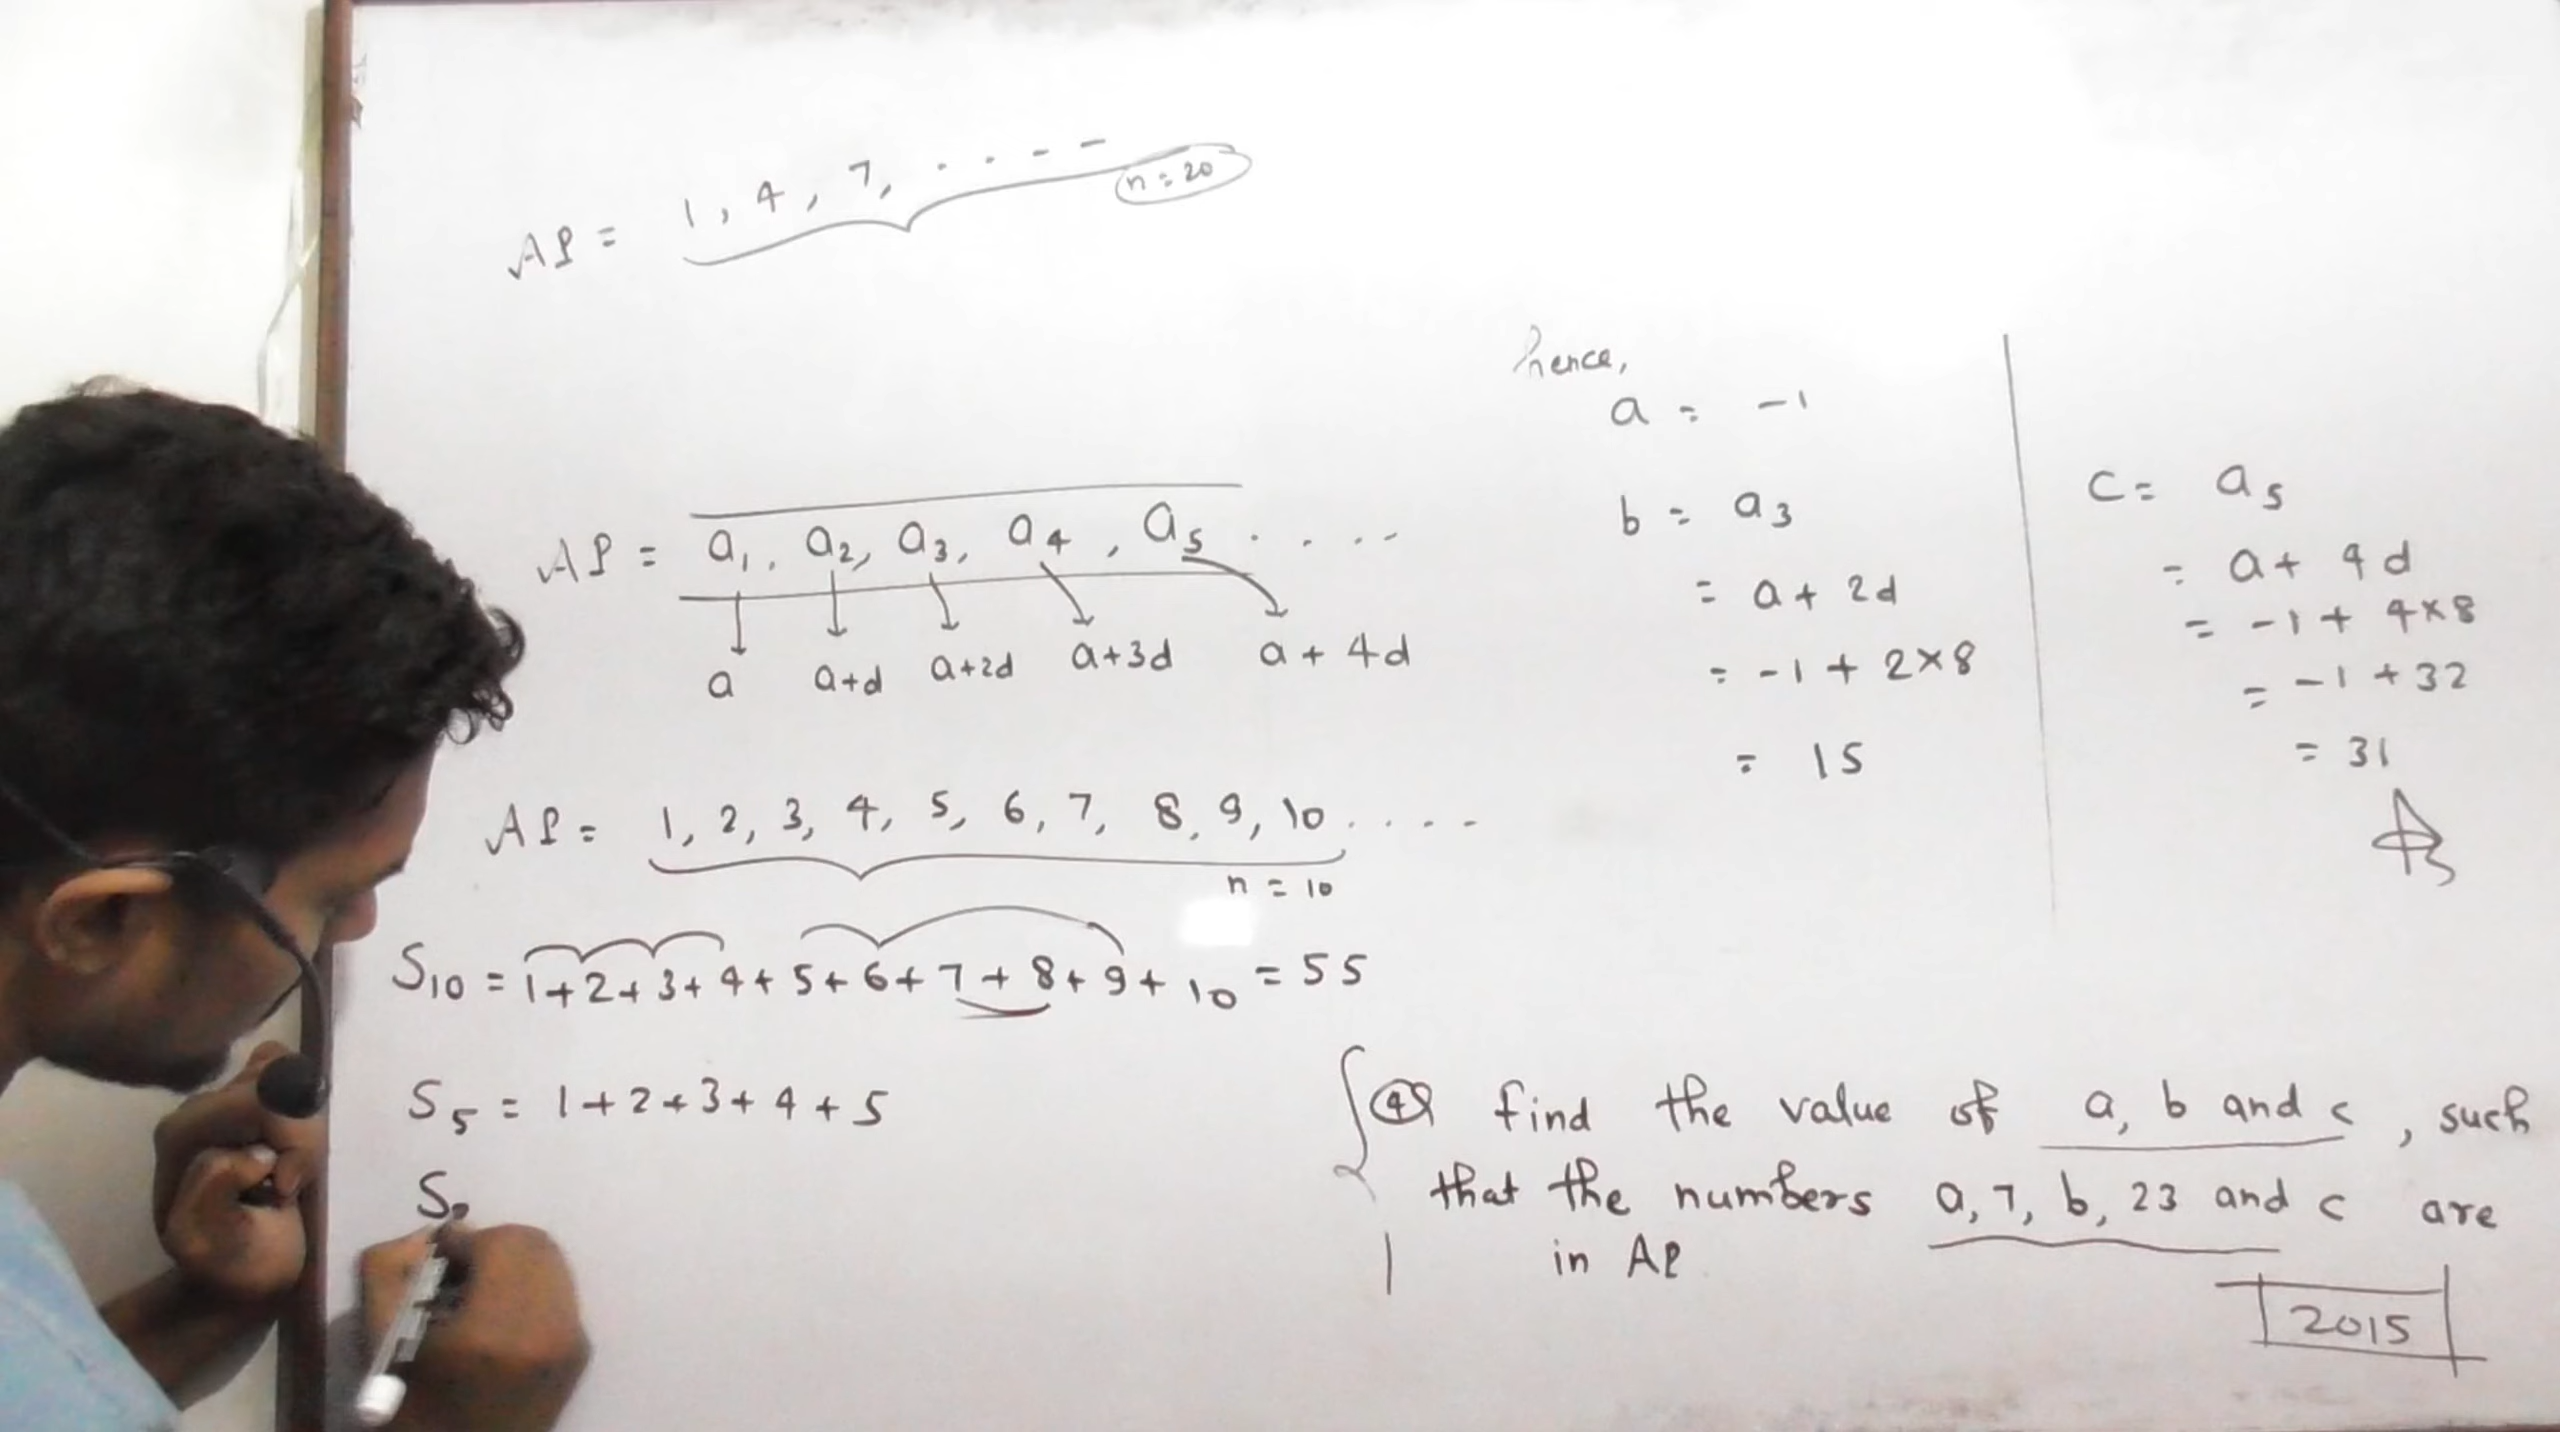 AP = 1, 4, 7, . . - - n = 20
AP = a1, a2, a3, a4, a5 . . . -
a a+d a+2d a+3d a + 4d
AP = 1, 2, 3, 4, 5, 6, 7, 8, 9, 10 . . . -
n = 10
S10 = 1+2+3+4+5+6+7+8+9+10 = 55
S5 = 1+2+3+4+5
hence,
a = -1
b = a3
= a + 2d
= -1 + 2×8
= 15
c = a5
= a + 4d
= -1 + 4×8
= -1 + 32
= 31
find the value of a, b and c, such
that the numbers a, 7, b, 23 and c are
in AP
2015